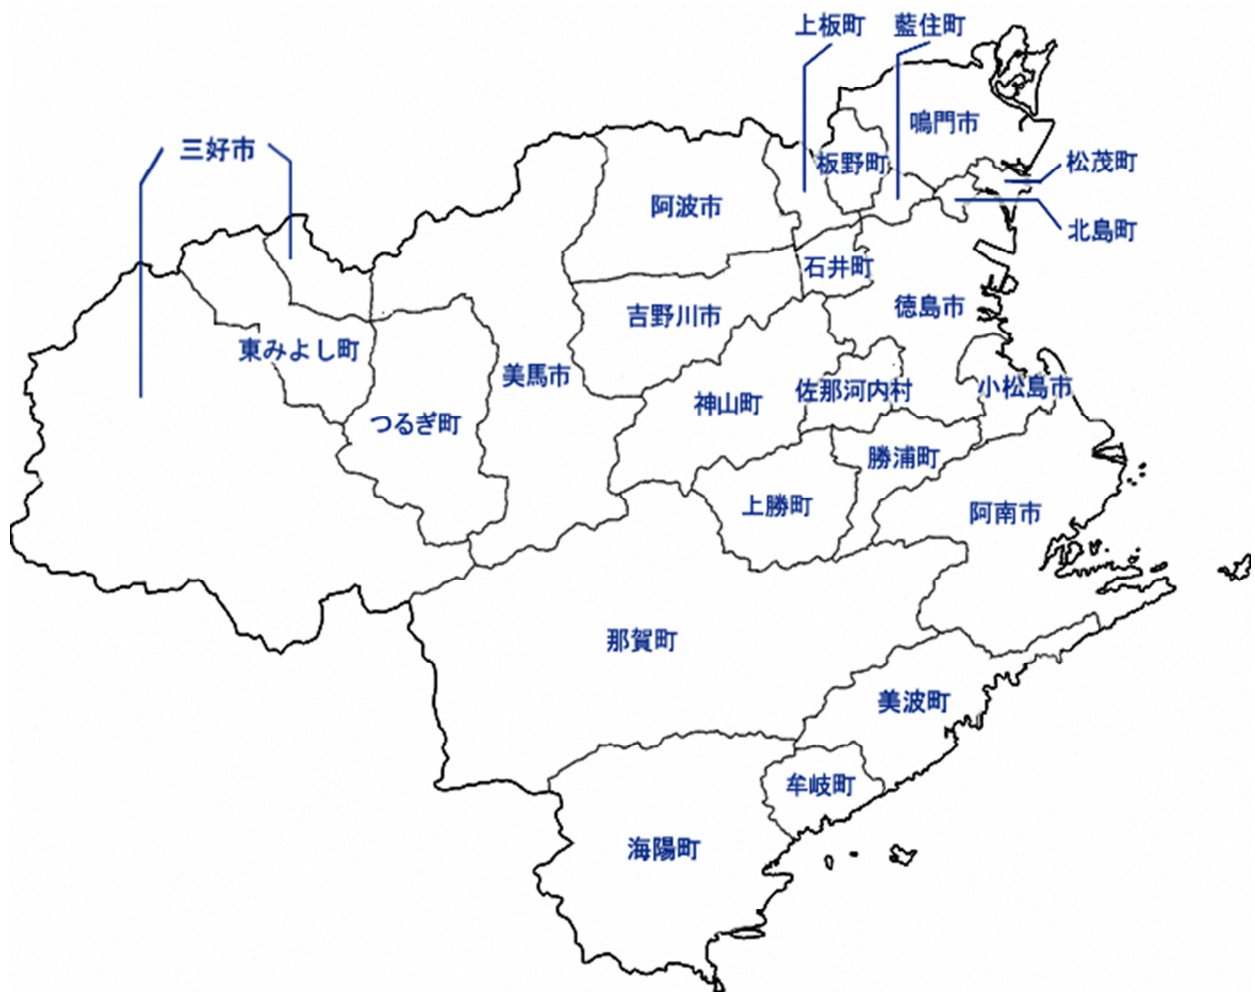 上板町
藍住町
鳴門市
三好市
板野町
松茂町
阿波市
北島町
石井町
徳島市
吉野川市
東みよし町
美馬市
小松島市
佐那河内村
神山町
つるぎ町
勝浦町
上勝町
阿南市
那賀町
美波町
牟岐町
海陽町